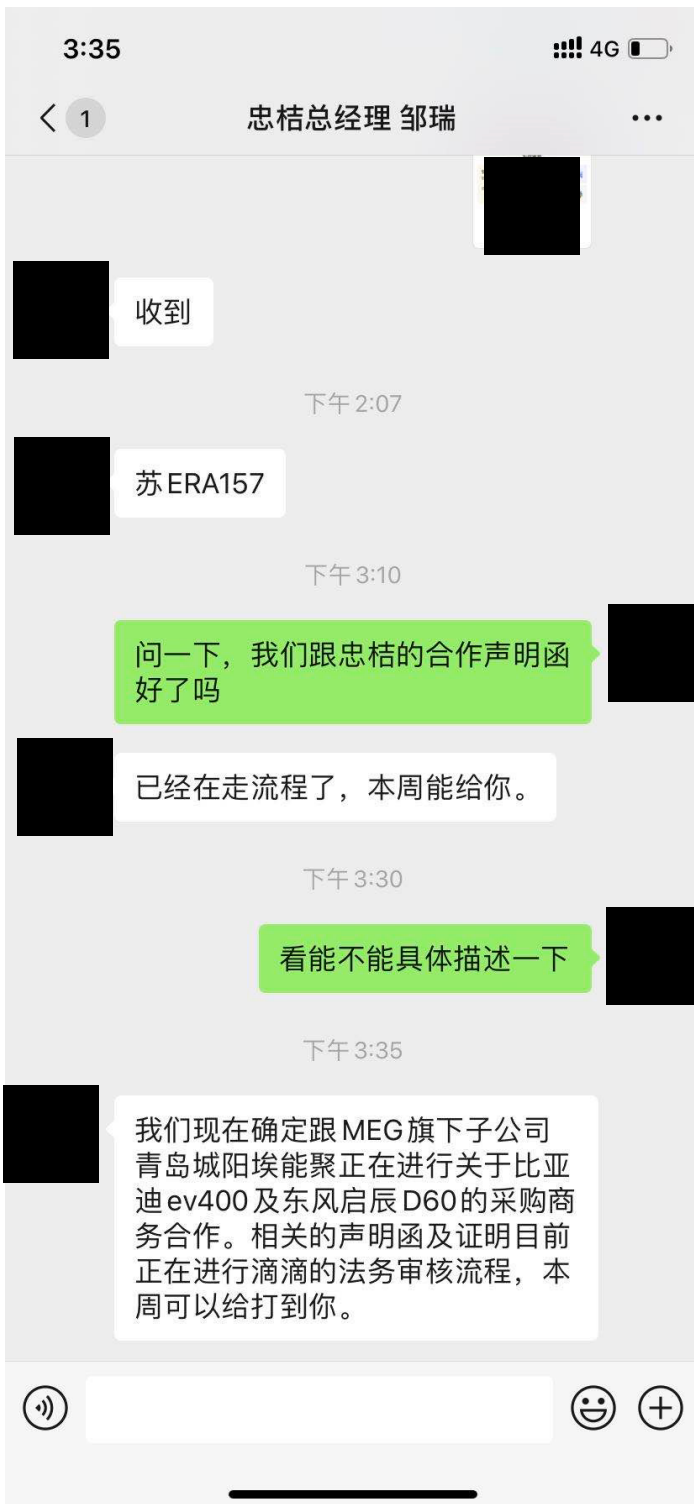 3:35
4G
1
忠桔总经理 邹瑞
收到
下午 2:07
苏ERA157
下午 3:10
问一下，我们跟忠桔的合作声明函
好了吗
已经在走流程了，本周能给你。
下午 3:30
看能不能具体描述一下
下午 3:35
我们现在确定跟MEG旗下子公司
青岛城阳埃能聚正在进行关于比亚
迪ev400及东风启辰D60的采购商
务合作。相关的声明函及证明目前
正在进行滴滴的法务审核流程，本
周可以给打到你。